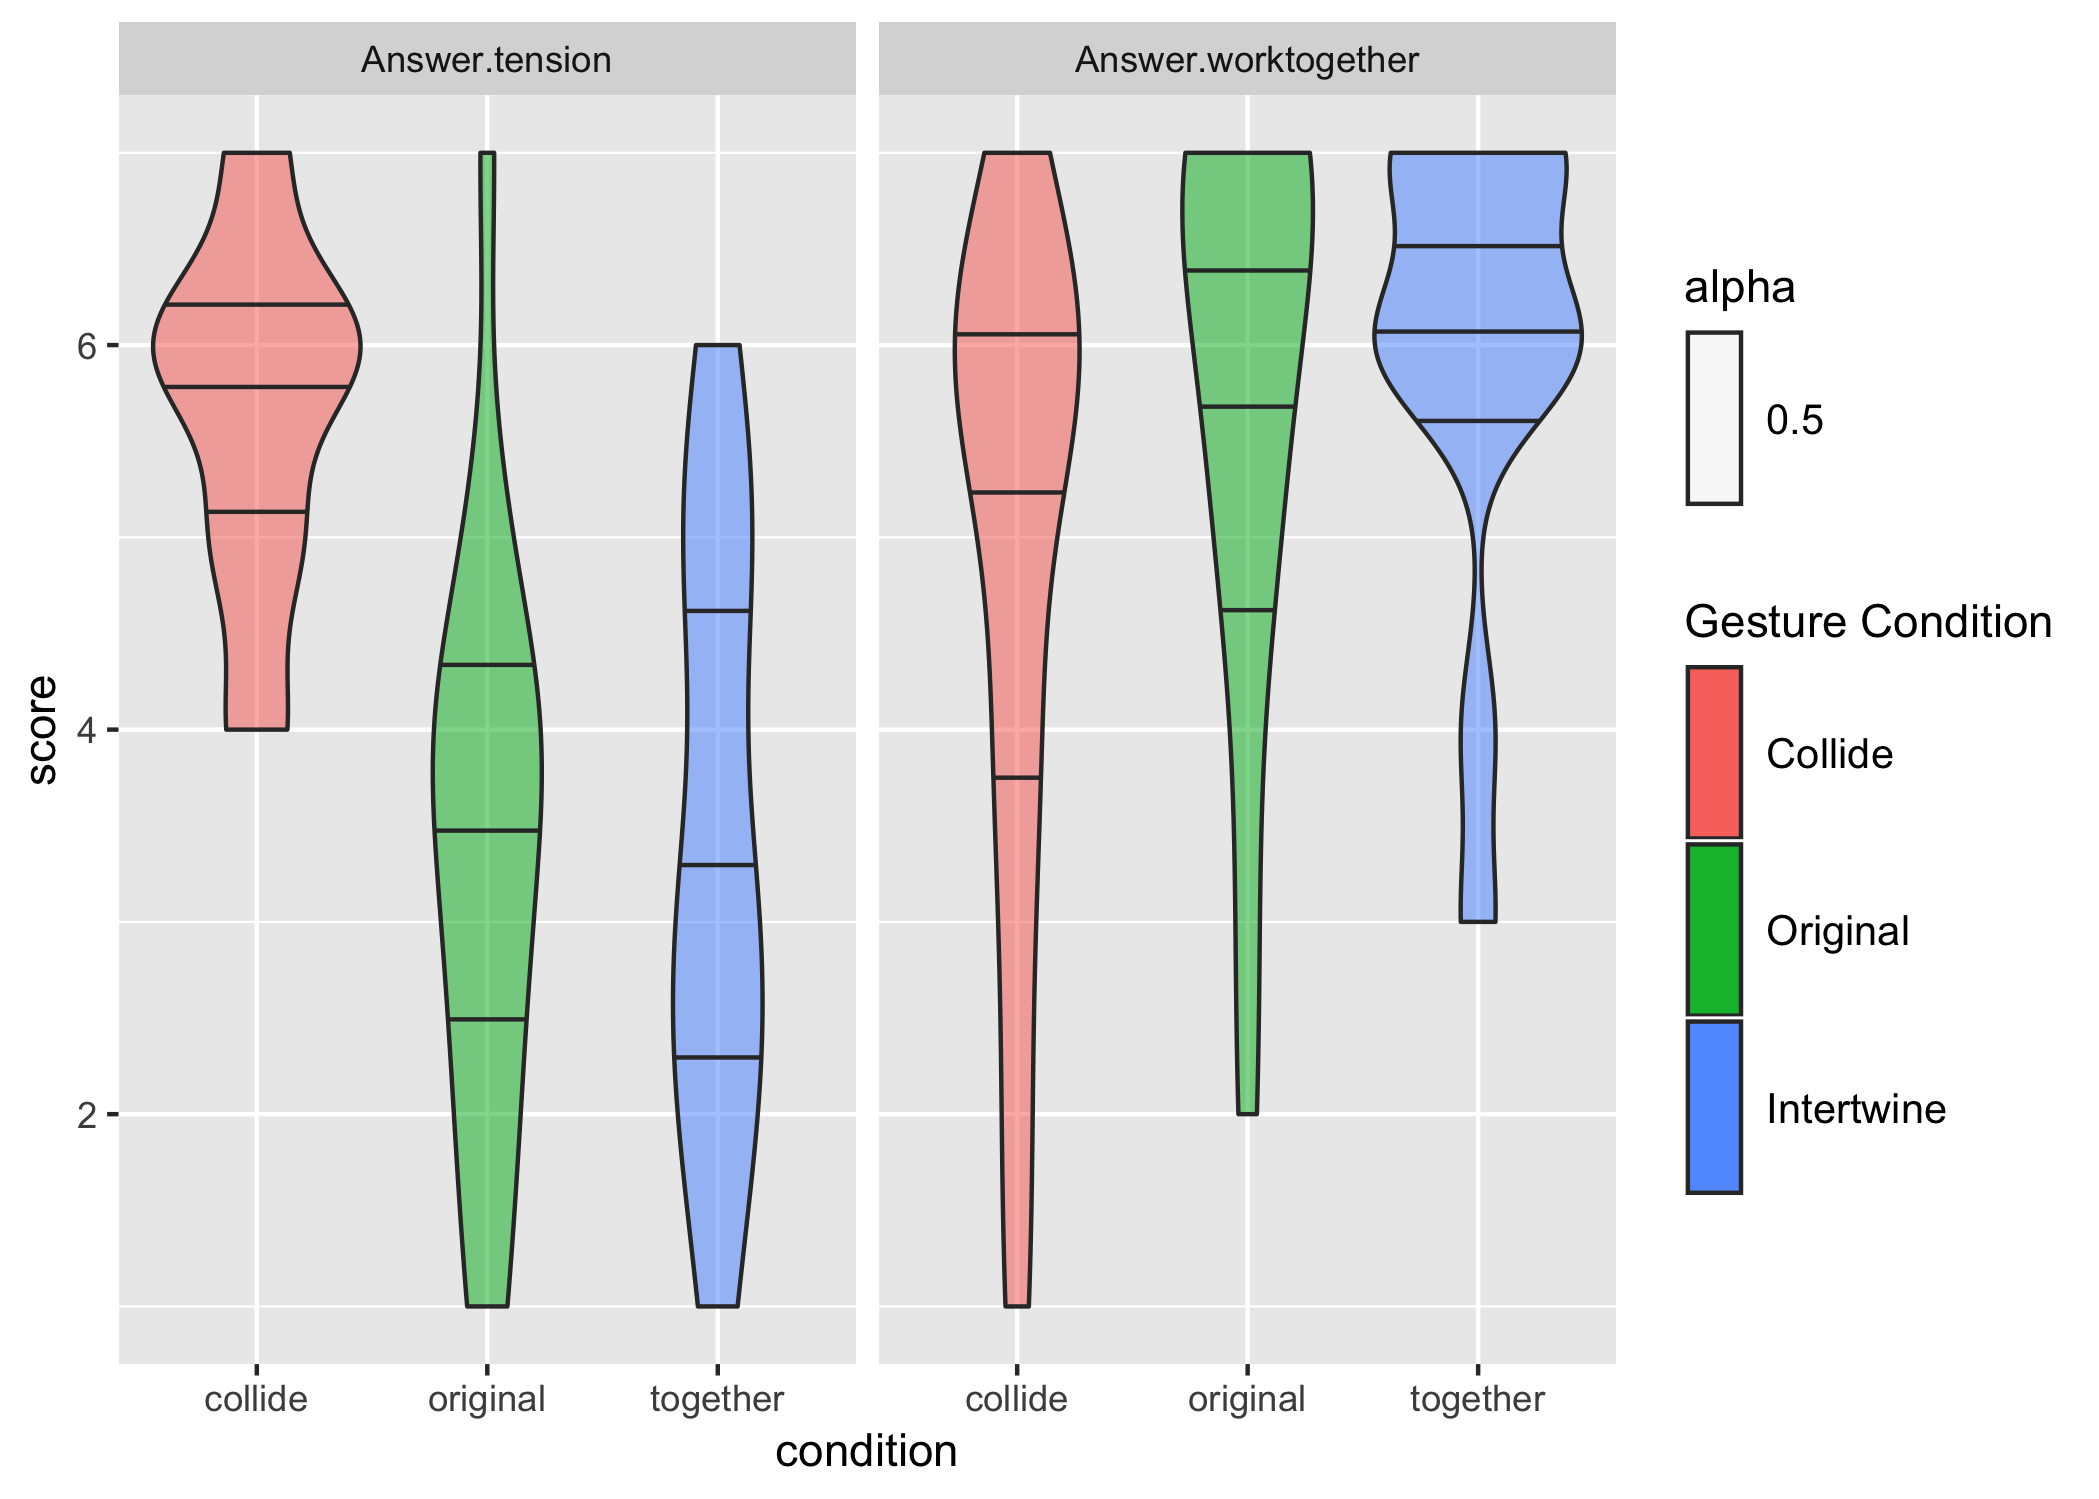 Answer.tension
Answer.worktogether
score
6
4
2
collide
original
together
collide
original
together
condition
alpha
0.5
Gesture Condition
Collide
Original
Intertwine